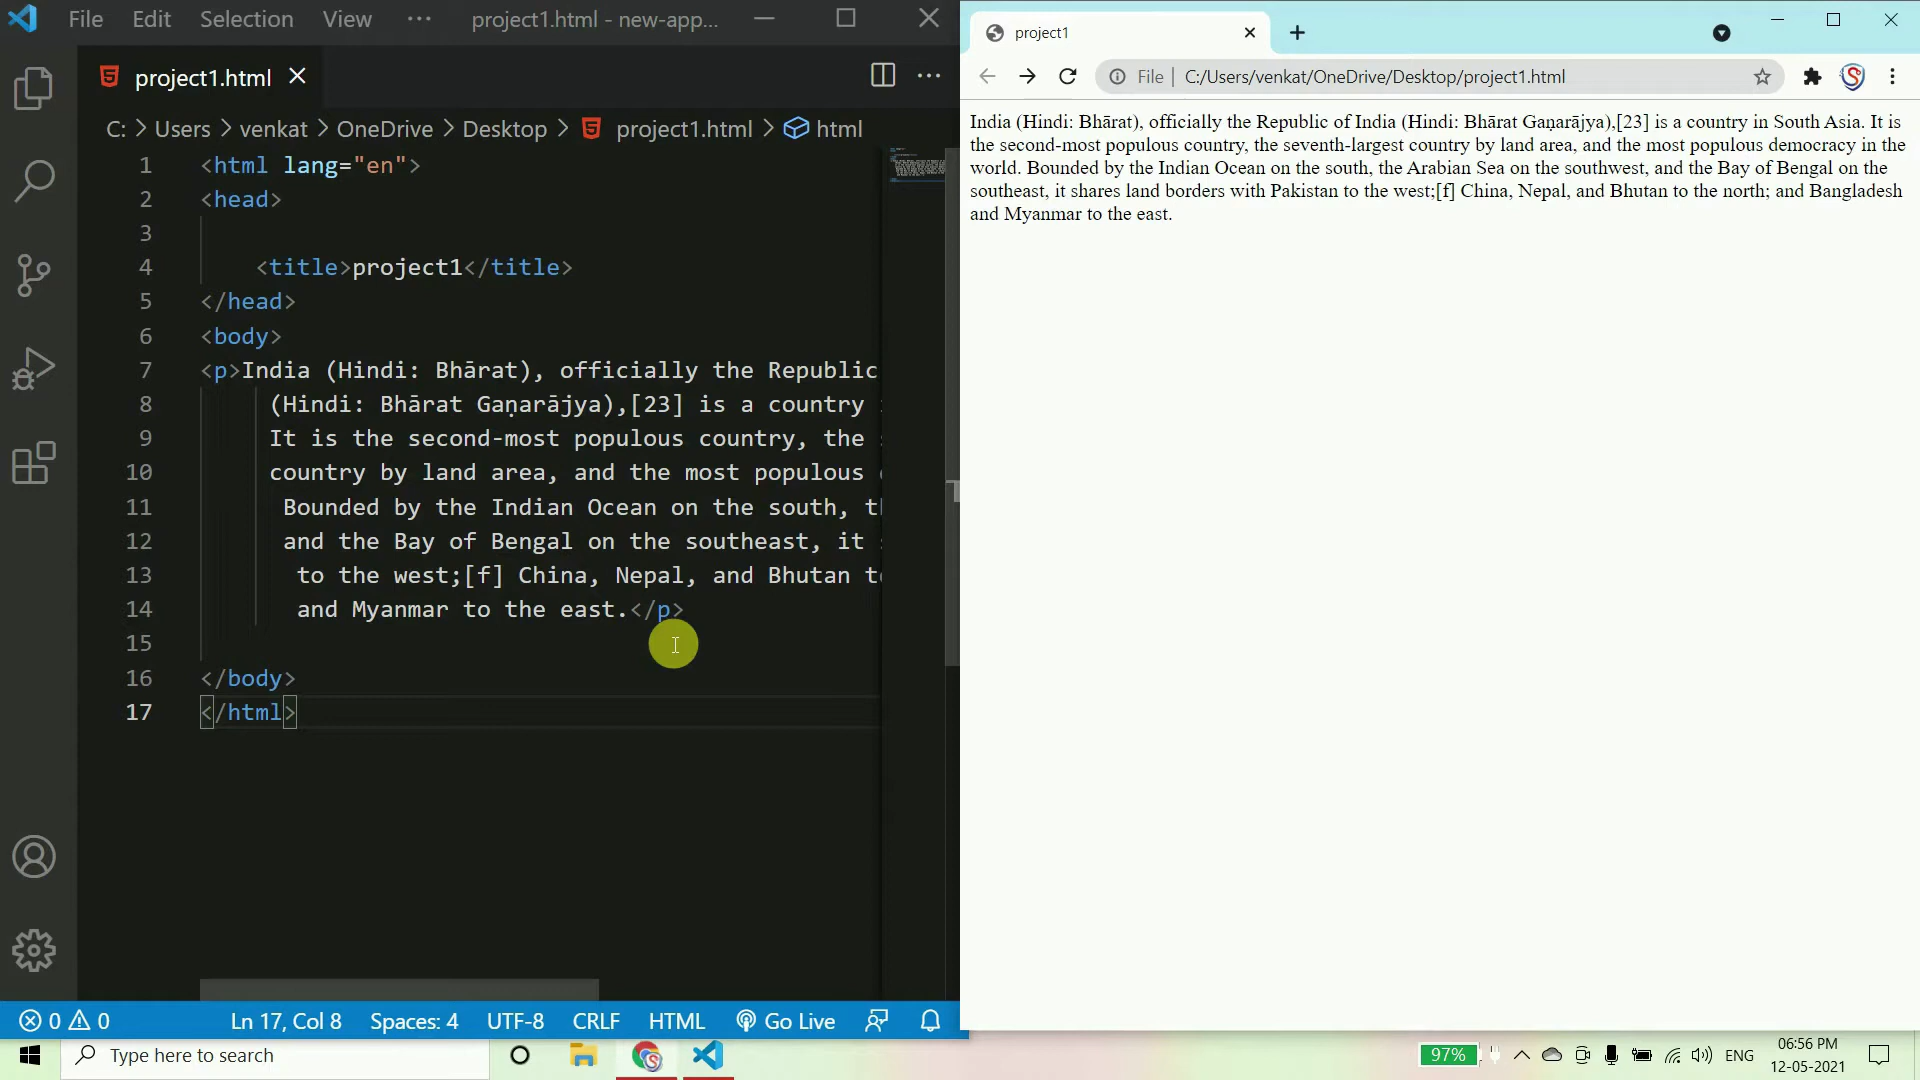 File Edit Selection View ··· project1.html - new-app...
project1.html
C: > Users > venkat > OneDrive > Desktop > project1.html > html
1 <html lang="en">
2 <head>
3
4 <title>project1</title>
5 </head>
6 <body>
7 <p>India (Hindi: Bhārat), officially the Republic
8 (Hindi: Bhārat Gaṇarājya),[23] is a country
9 It is the second-most populous country, the
10 country by land area, and the most populous
11 Bounded by the Indian Ocean on the south,
12 and the Bay of Bengal on the southeast, it
13 to the west;[f] China, Nepal, and Bhutan
14 and Myanmar to the east.</p>
15
16 </body>
17 </html>
0 0 Ln 17, Col 8 Spaces: 4 UTF-8 CRLF HTML Go Live
project1
File | C:/Users/venkat/OneDrive/Desktop/project1.html
India (Hindi: Bhārat), officially the Republic of India (Hindi: Bhārat Gaṇarājya),[23] is a country in South Asia. It is
the second-most populous country, the seventh-largest country by land area, and the most populous democracy in the
world. Bounded by the Indian Ocean on the south, the Arabian Sea on the southwest, and the Bay of Bengal on the
southeast, it shares land borders with Pakistan to the west;[f] China, Nepal, and Bhutan to the north; and Bangladesh
and Myanmar to the east.
Type here to search
97% ENG 06:56 PM
12-05-2021